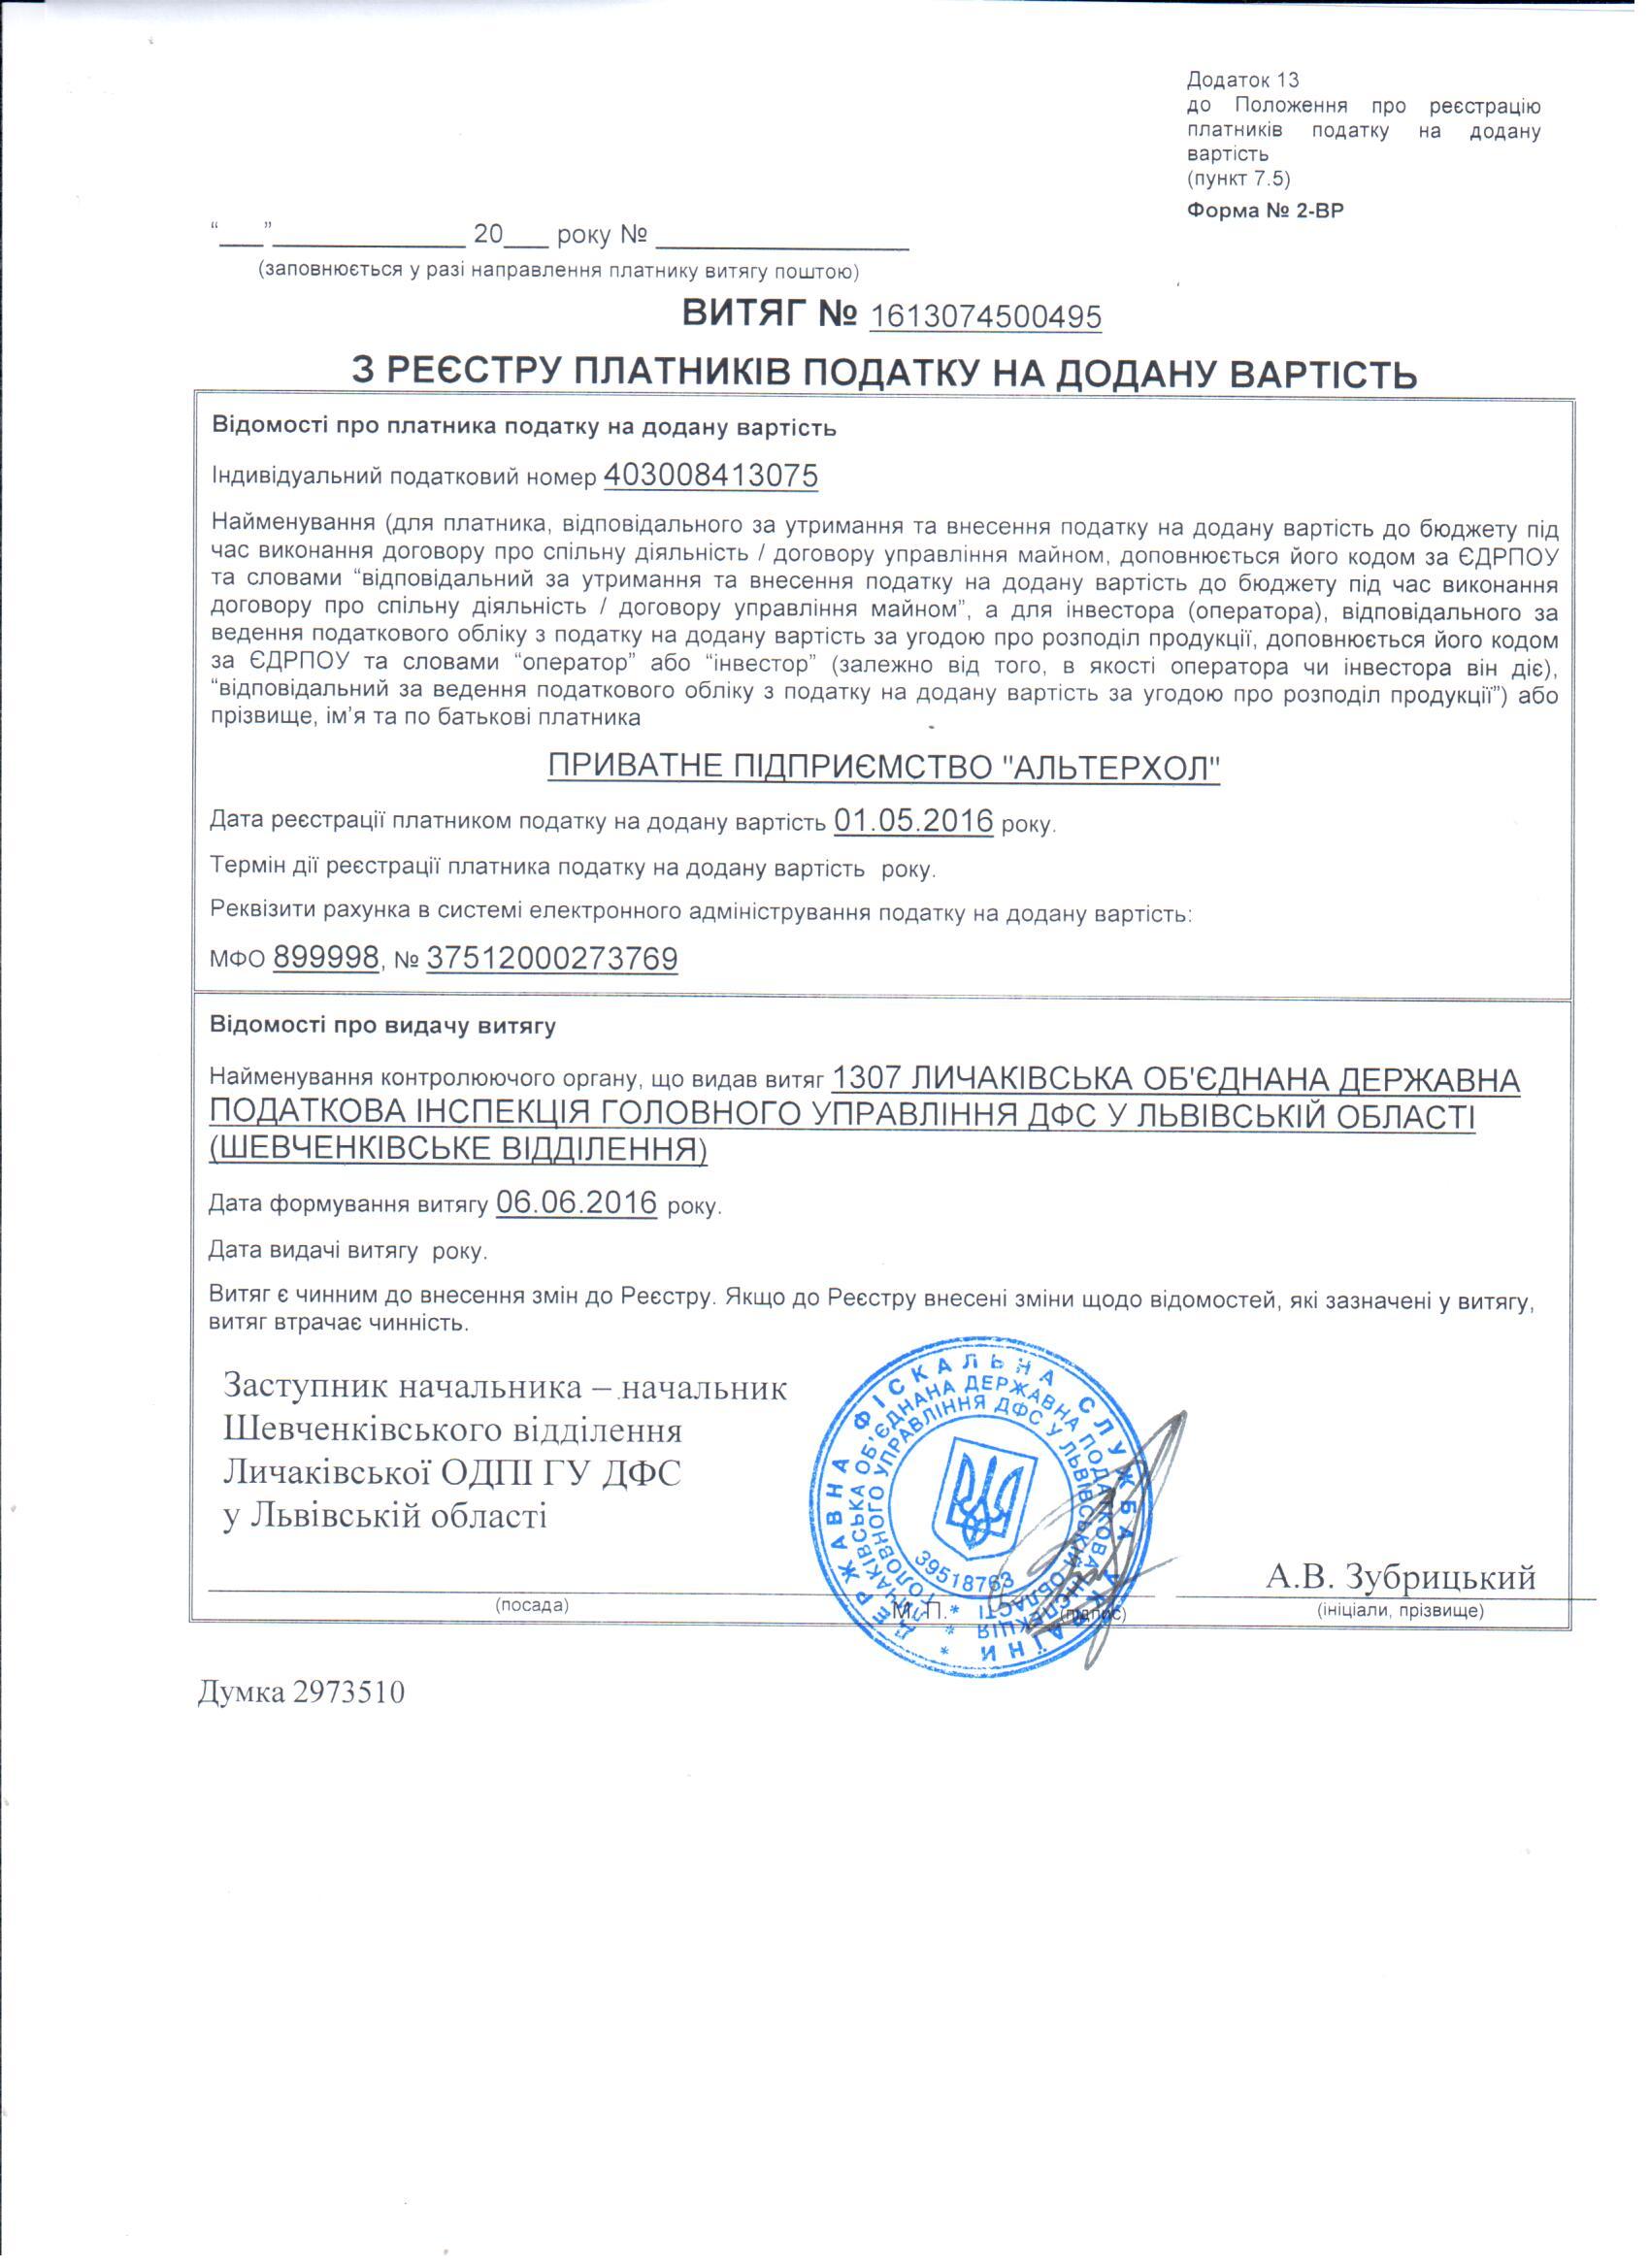 Додаток 13
до Положення про реєстрацію
платників податку на додану
вартість
(пункт 7.5)
Форма № 2-ВР
“___”______________ 20___ року № __________________
(заповнюється у разі направлення платнику витягу поштою)
ВИТЯГ № 1613074500495
З РЕЄСТРУ ПЛАТНИКІВ ПОДАТКУ НА ДОДАНУ ВАРТІСТЬ
Відомості про платника податку на додану вартість
Індивідуальний податковий номер 403008413075
Найменування (для платника, відповідального за утримання та внесення податку на додану вартість до бюджету під
час виконання договору про спільну діяльність / договору управління майном, доповнюється його кодом за ЄДРПОУ
та словами “відповідальний за утримання та внесення податку на додану вартість до бюджету під час виконання
договору про спільну діяльність / договору управління майном”, а для інвестора (оператора), відповідального за
ведення податкового обліку з податку на додану вартість за угодою про розподіл продукції, доповнюється його кодом
за ЄДРПОУ та словами “оператор” або “інвестор” (залежно від того, в якості оператора чи інвестора він діє),
“відповідальний за ведення податкового обліку з податку на додану вартість за угодою про розподіл продукції”) або
прізвище, ім’я та по батькові платника
ПРИВАТНЕ ПІДПРИЄМСТВО "АЛЬТЕРХОЛ"
Дата реєстрації платником податку на додану вартість 01.05.2016 року.
Термін дії реєстрації платника податку на додану вартість року.
Реквізити рахунка в системі електронного адміністрування податку на додану вартість:
МФО 899998, № 37512000273769
Відомості про видачу витягу
Найменування контролюючого органу, що видав витяг 1307 ЛИЧАКІВСЬКА ОБ'ЄДНАНА ДЕРЖАВНА
ПОДАТКОВА ІНСПЕКЦІЯ ГОЛОВНОГО УПРАВЛІННЯ ДФС У ЛЬВІВСЬКІЙ ОБЛАСТІ
(ШЕВЧЕНКІВСЬКЕ ВІДДІЛЕННЯ)
Дата формування витягу 06.06.2016 року.
Дата видачі витягу року.
Витяг є чинним до внесення змін до Реєстру. Якщо до Реєстру внесені зміни щодо відомостей, які зазначені у витягу,
витяг втрачає чинність.
Заступник начальника – начальник
Шевченківського відділення
Личаківської ОДПІ ГУ ДФС
у Львівській області
ДЕРЖАВНА ФІСКАЛЬНА СЛУЖБА УКРАЇНИ
ЛИЧАКІВСЬКА ОБ'ЄДНАНА ДЕРЖАВНА ПОДАТКОВА ІНСПЕКЦІЯ
ГОЛОВНОГО УПРАВЛІННЯ ДФС У ЛЬВІВСЬКІЙ ОБЛАСТІ
39518763
А.В. Зубрицький
(посада) М. П. (підпис) (ініціали, прізвище)
Думка 2973510